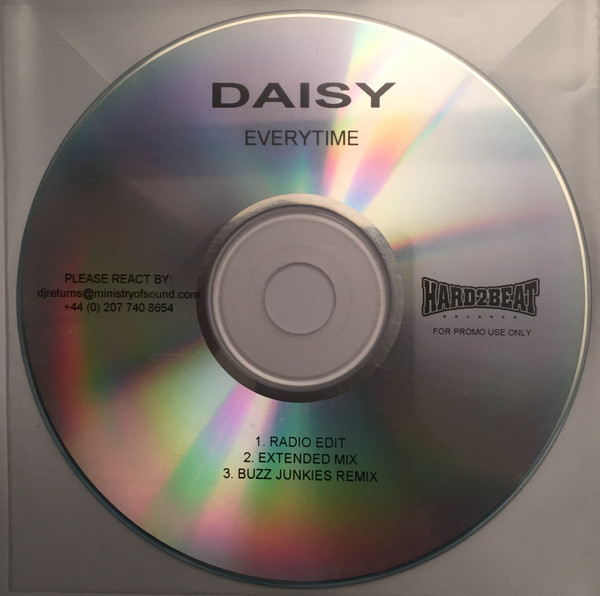 DAISY
EVERYTIME
PLEASE REACT BY:
djreturns@ministryofsound.com
+44 (0) 207 740 8654
HARD2BEAT
RECORDS
FOR PROMO USE ONLY
1. RADIO EDIT
2. EXTENDED MIX
3. BUZZ JUNKIES REMIX